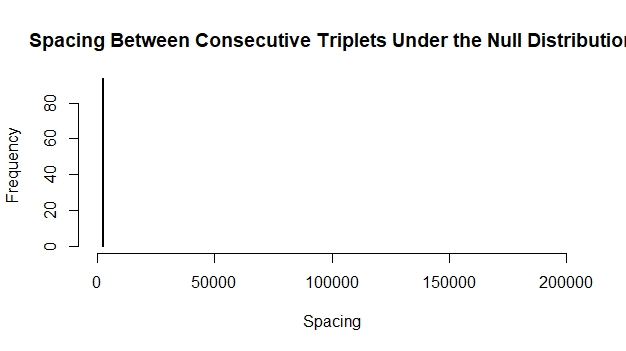 Spacing Between Consecutive Triplets Under the Null Distribution
Frequency
80
60
40
20
0
0 50000 100000 150000 200000
Spacing